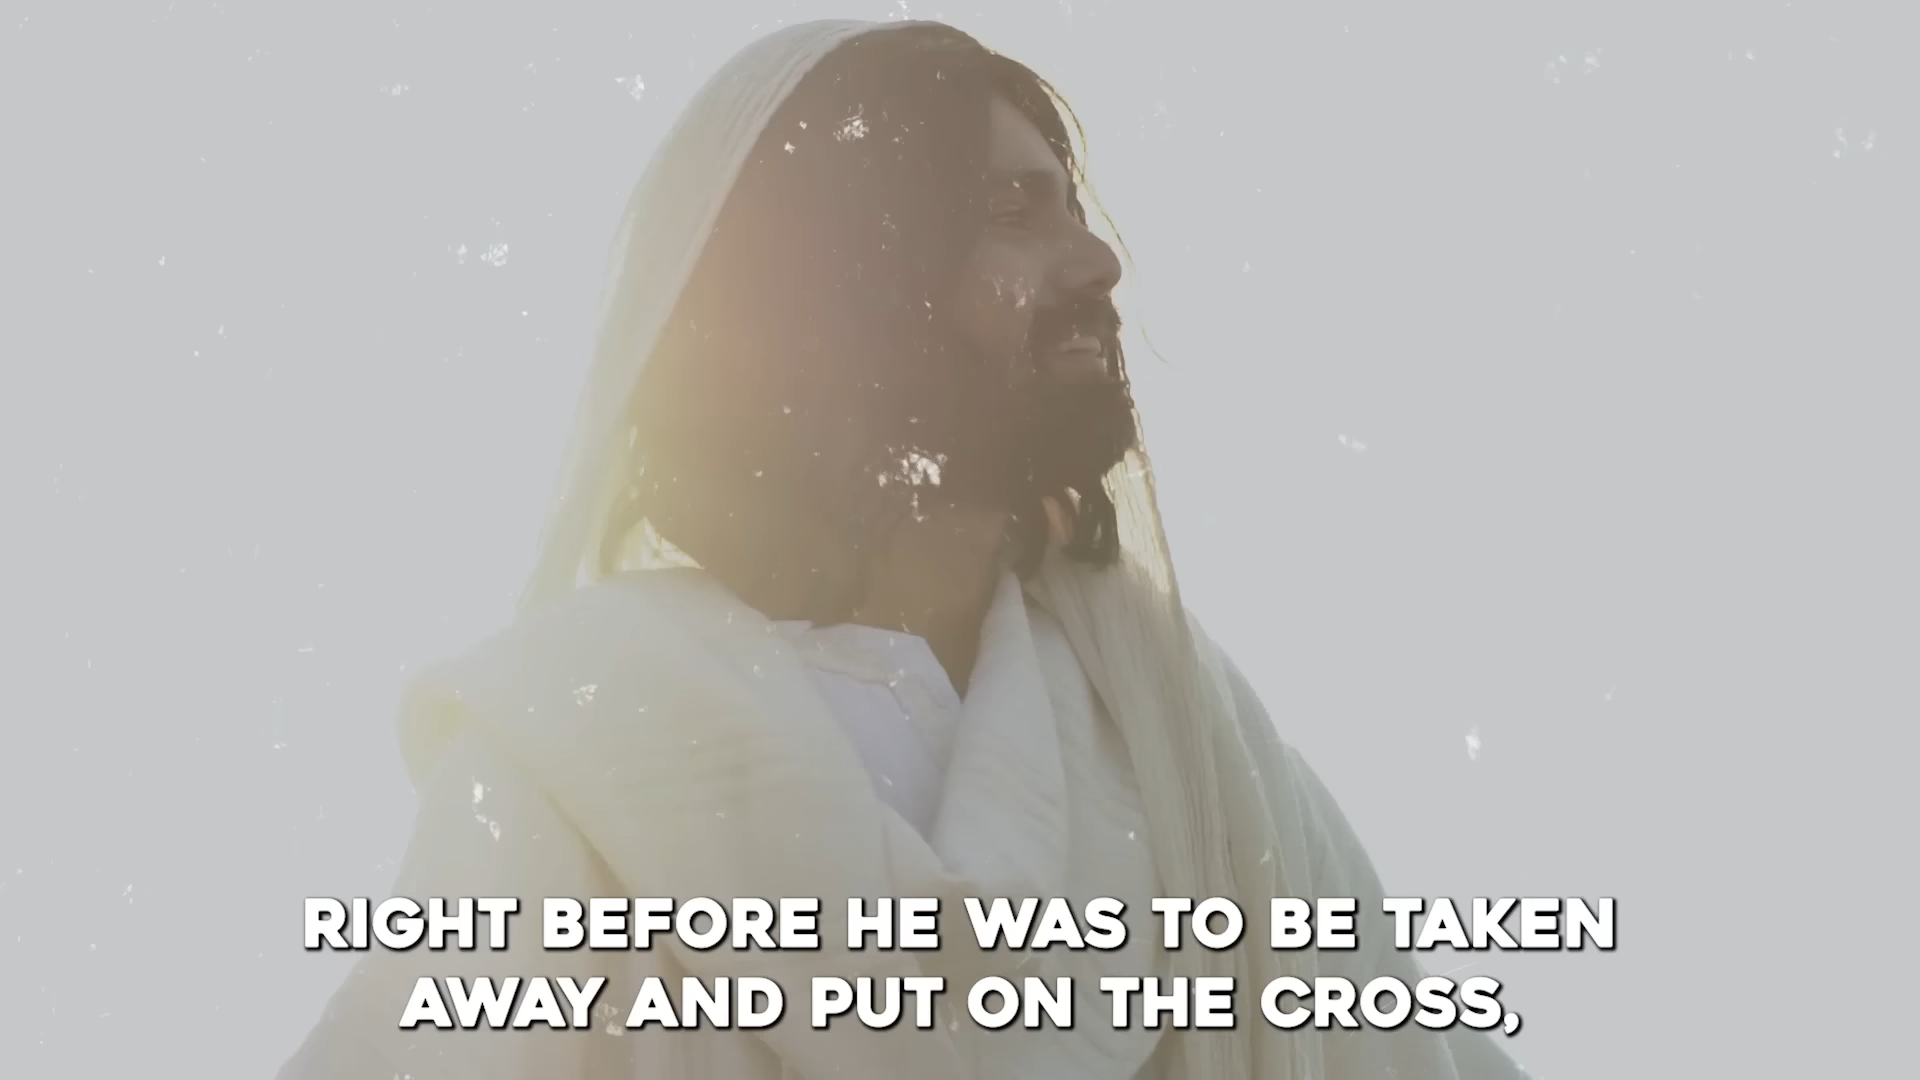 RIGHT BEFORE HE WAS TO BE TAKEN
AWAY AND PUT ON THE CROSS,